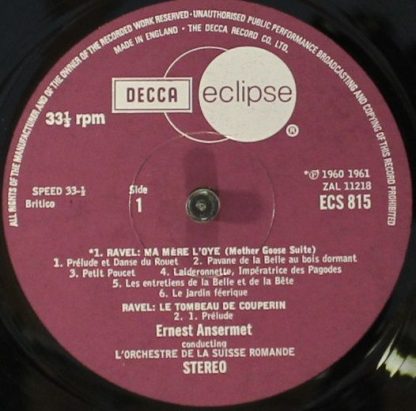 ALL RIGHTS OF THE MANUFACTURER AND OF THE OWNER OF THE RECORDED WORK RESERVED·UNAUTHORISED PUBLIC PERFORMANCE BROADCASTING AND COPYING OF THIS RECORD PROHIBITED
MADE IN ENGLAND · THE DECCA RECORD CO. LTD.
DECCA eclipse
®
33⅓ rpm
*℗ 1960 1961
ZAL 11218
ECS 815
SPEED 33-⅓
Britico
Side
1
*1. RAVEL: MA MÈRE L'OYE (Mother Goose Suite)
1. Prélude et Danse du Rouet 2. Pavane de la Belle au bois dormant
3. Petit Poucet 4. Laideronnette, Impératrice des Pagodes
5. Les entretiens de la Belle et de la Bête
6. Le jardin féerique
RAVEL: LE TOMBEAU DE COUPERIN
2. 1. Prélude
Ernest Ansermet
conducting
L'ORCHESTRE DE LA SUISSE ROMANDE
STEREO